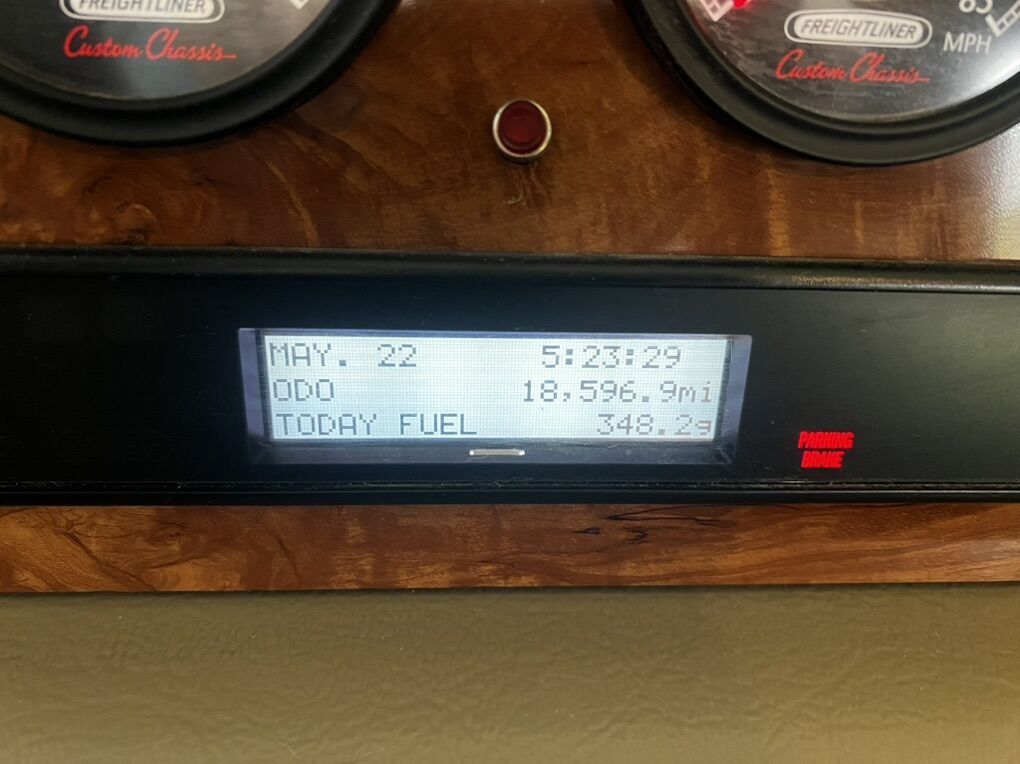 FREIGHTLINER
Custom Chassis
FREIGHTLINER
Custom Chassis
85
MPH
MAY. 22 5:23:29
ODO 18,596.9mi
TODAY FUEL 348.2g
PARKING
BRAKE